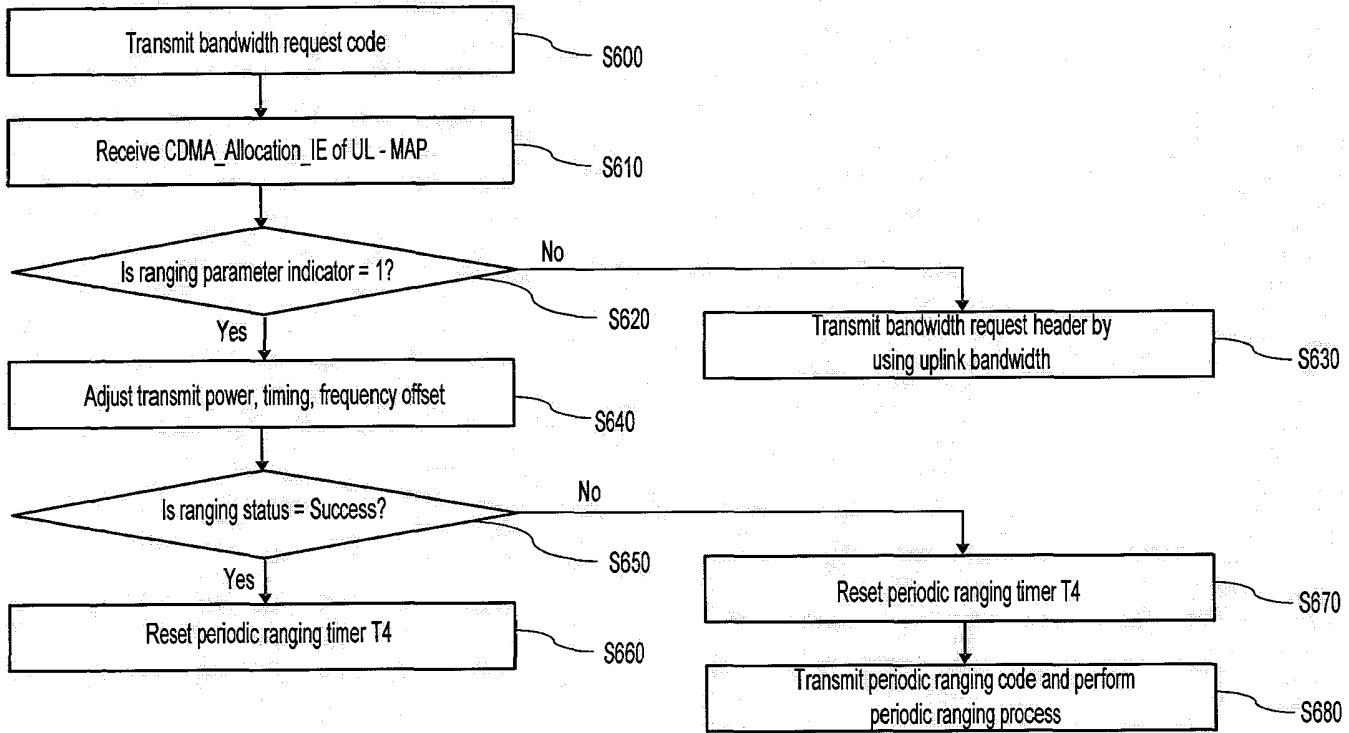 Transmit bandwidth request code
S600
Receive CDMA_Allocation_IE of UL - MAP
S610
Is ranging parameter indicator = 1?
No
S620
Yes
Transmit bandwidth request header by
using uplink bandwidth
S630
Adjust transmit power, timing, frequency offset
S640
Is ranging status = Success?
No
S650
Yes
Reset periodic ranging timer T4
S660
Reset periodic ranging timer T4
S670
Transmit periodic ranging code and perform
periodic ranging process
S680